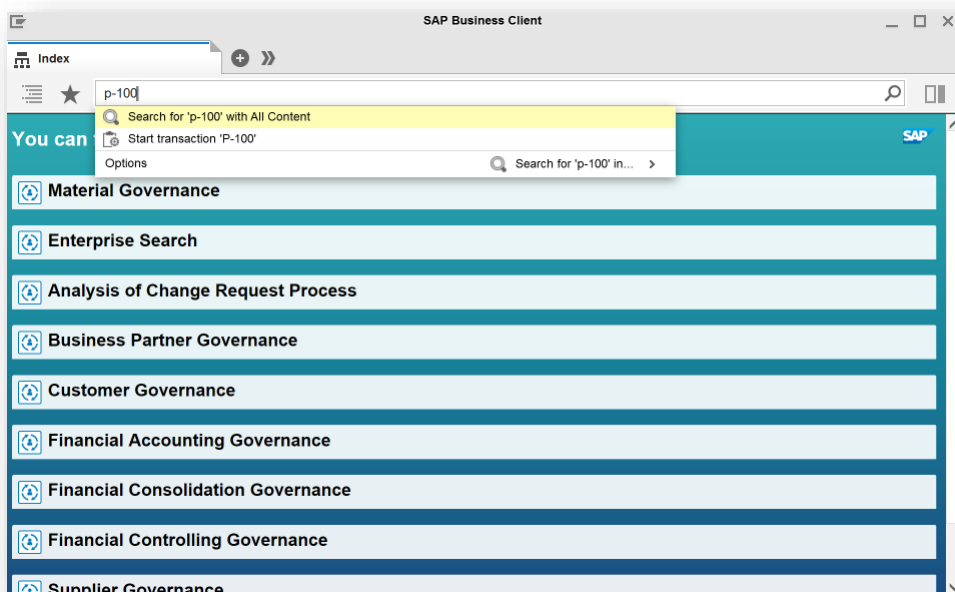 SAP Business Client
Index
p-100
Search for 'p-100' with All Content
Start transaction 'P-100'
Options Search for 'p-100' in...
You can
SAP
Material Governance
Enterprise Search
Analysis of Change Request Process
Business Partner Governance
Customer Governance
Financial Accounting Governance
Financial Consolidation Governance
Financial Controlling Governance
Supplier Governance